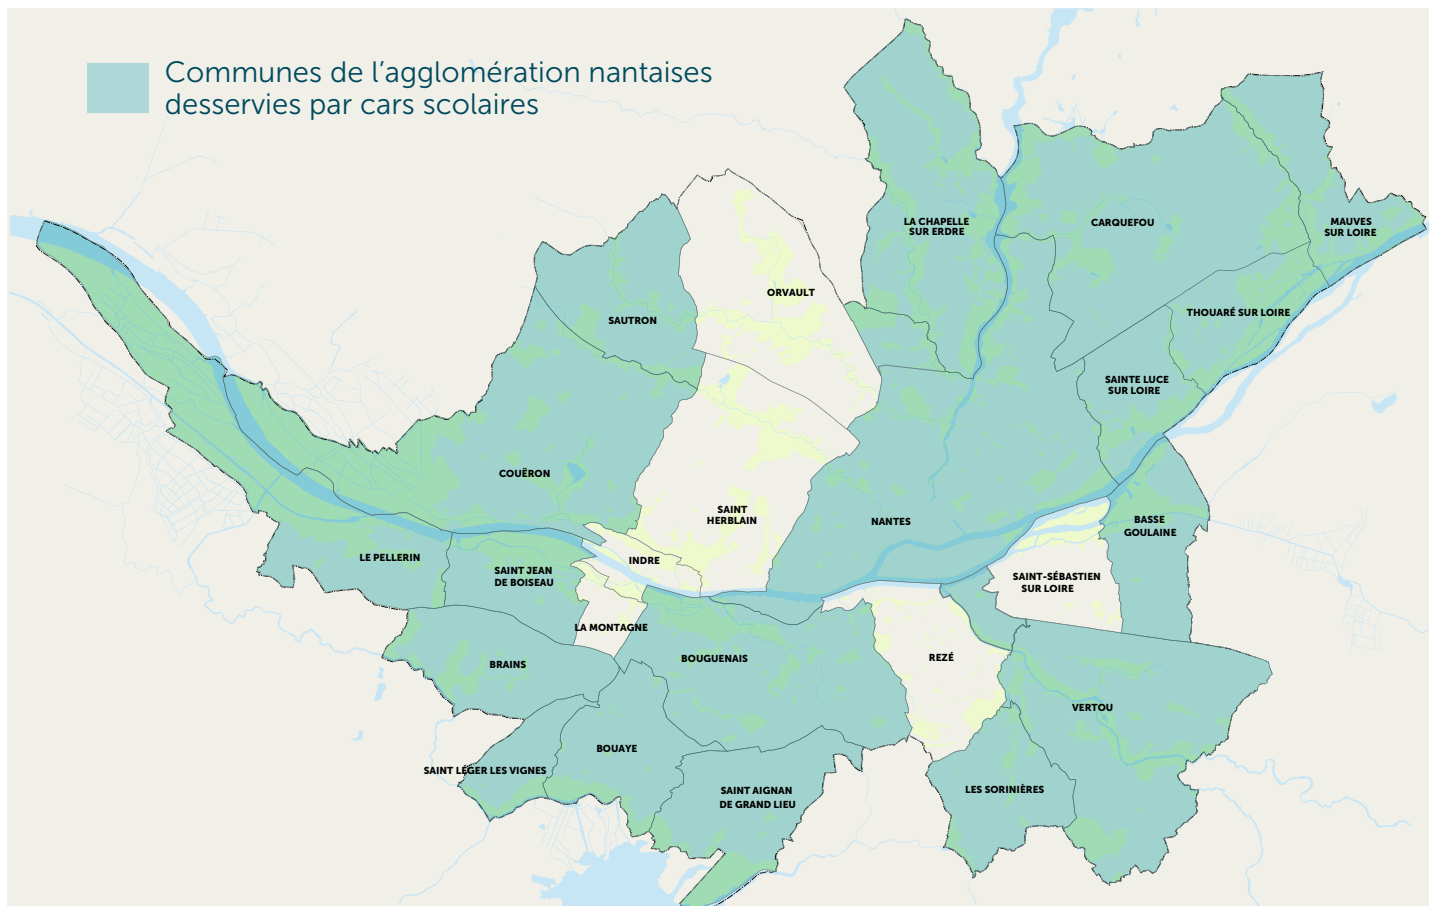 Communes de l'agglomération nantaises
desservies par cars scolaires
LA CHAPELLE
SUR ERDRE
CARQUEFOU
MAUVES
SUR LOIRE
ORVAULT
THOUARÉ SUR LOIRE
SAUTRON
SAINTE LUCE
SUR LOIRE
COUËRON
SAINT
HERBLAIN
NANTES
BASSE
GOULAINE
LE PELLERIN
INDRE
SAINT JEAN
DE BOISEAU
SAINT-SÉBASTIEN
SUR LOIRE
LA MONTAGNE
BRAINS
BOUGUENAIS
REZÉ
VERTOU
BOUAYE
SAINT LÉGER LES VIGNES
SAINT AIGNAN
DE GRAND LIEU
LES SORINIÈRES